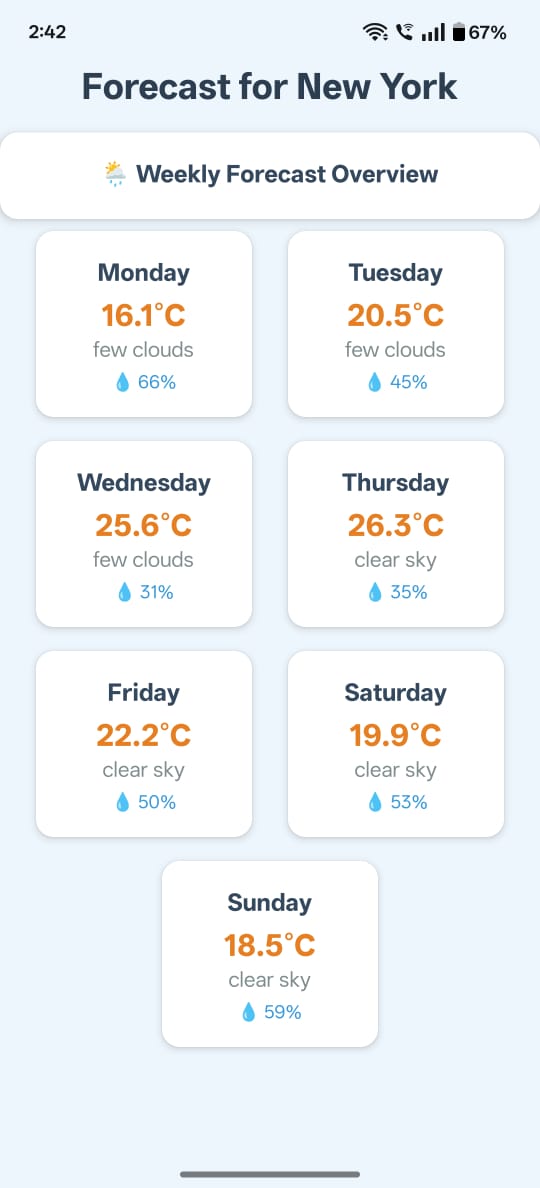 2:42
67%
Forecast for New York
🌦️ Weekly Forecast Overview
Monday
16.1°C
few clouds
💧 66%
Tuesday
20.5°C
few clouds
💧 45%
Wednesday
25.6°C
few clouds
💧 31%
Thursday
26.3°C
clear sky
💧 35%
Friday
22.2°C
clear sky
💧 50%
Saturday
19.9°C
clear sky
💧 53%
Sunday
18.5°C
clear sky
💧 59%